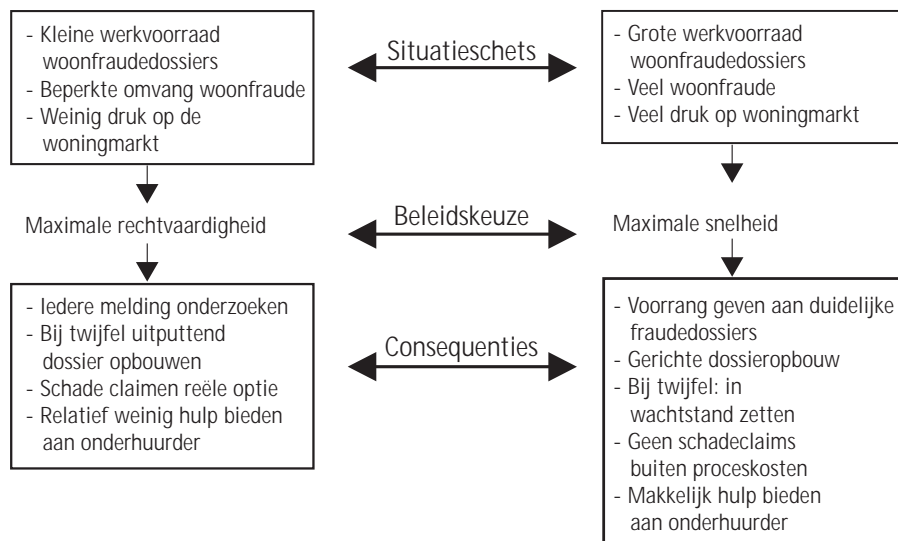 - Kleine werkvoorraad
woonfraudedossiers
- Beperkte omvang woonfraude
- Weinig druk op de
woningmarkt
Situatieschets
- Grote werkvoorraad
woonfraudedossiers
- Veel woonfraude
- Veel druk op woningmarkt
Maximale rechtvaardigheid
Beleidskeuze
Maximale snelheid
- Iedere melding onderzoeken
- Bij twijfel uitputtend
dossier opbouwen
- Schade claimen reële optie
- Relatief weinig hulp bieden
aan onderhuurder
Consequenties
- Voorrang geven aan duidelijke
fraudedossiers
- Gerichte dossieropbouw
- Bij twijfel: in
wachtstand zetten
- Geen schadeclaims
buiten proceskosten
- Makkelijk hulp bieden
aan onderhuurder